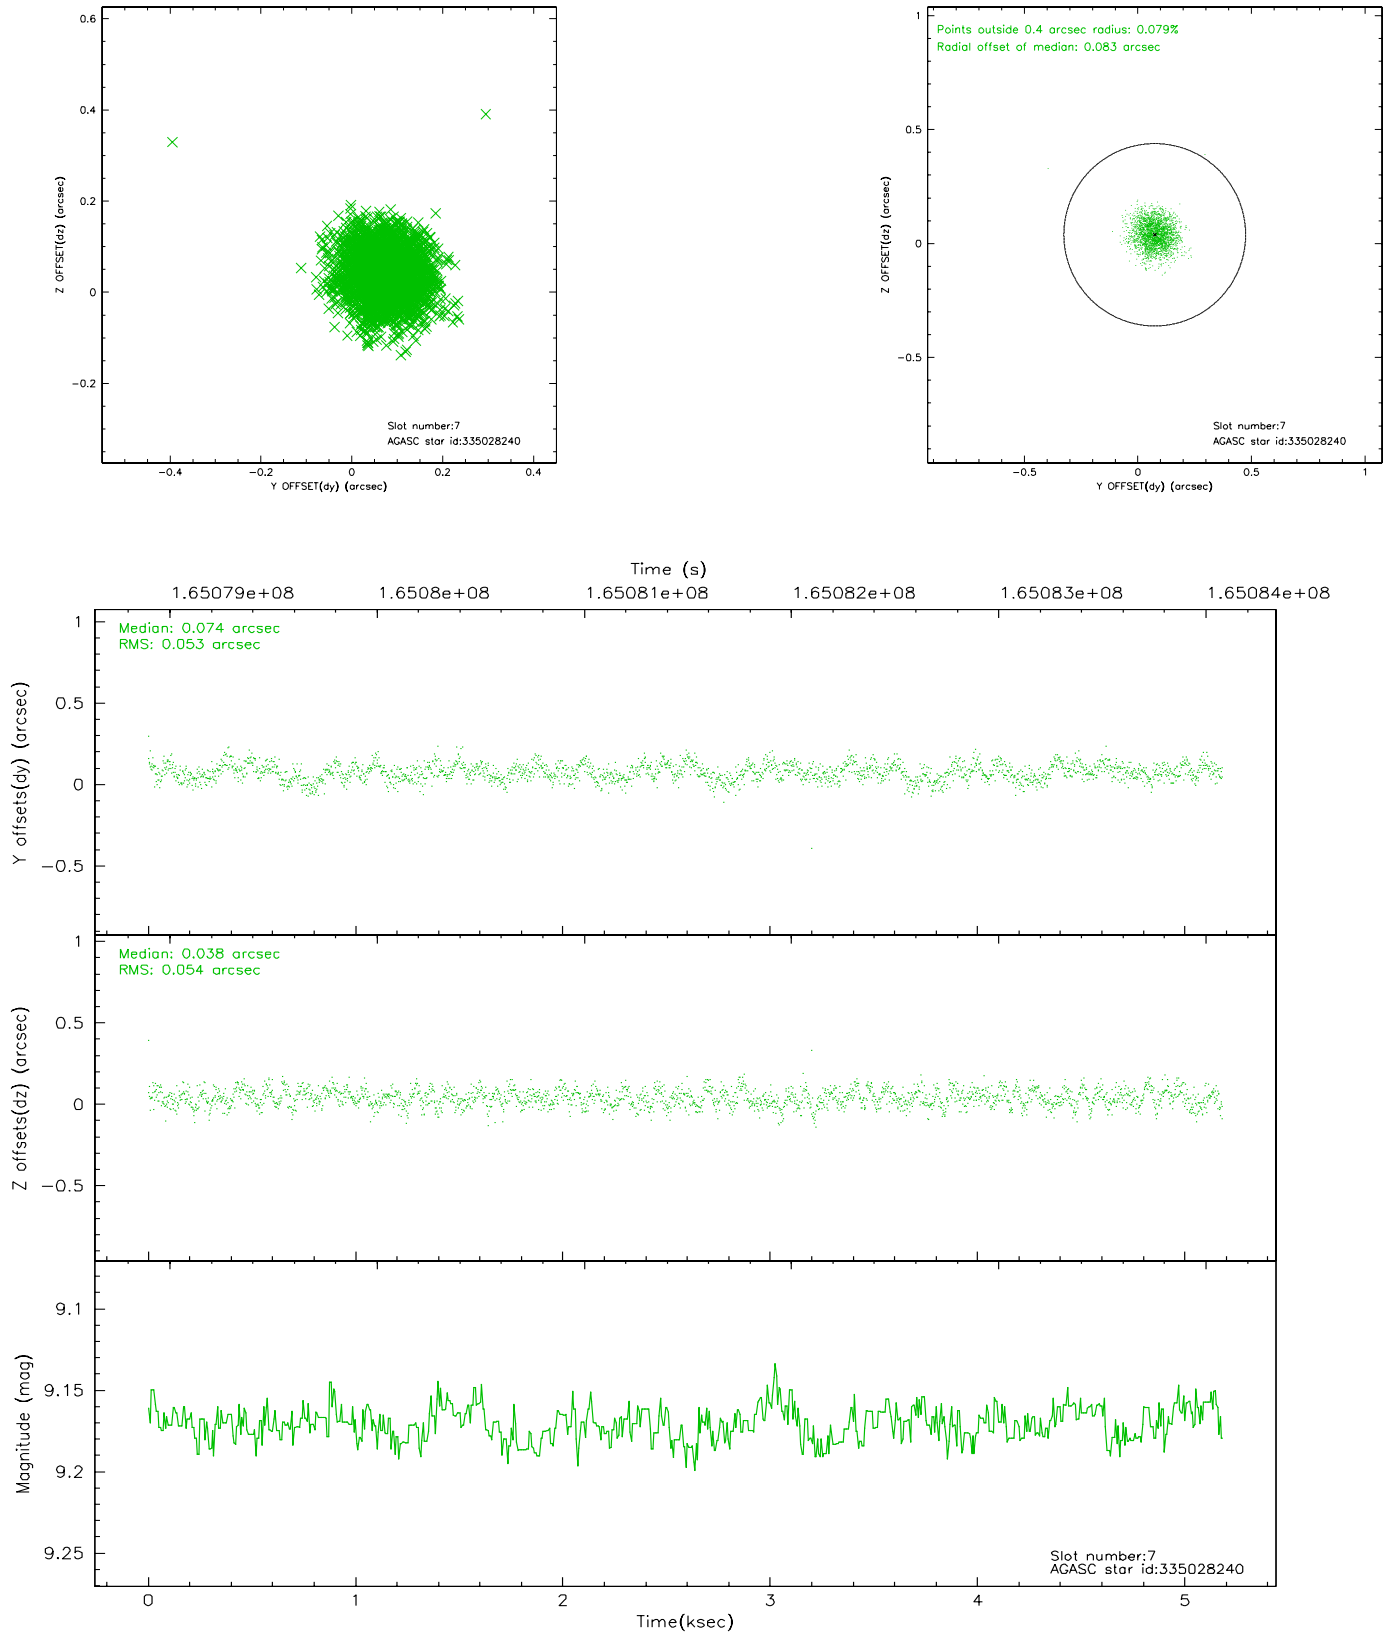 0.6
0.4
0.2
0
−0.2
Z OFFSET(dz) (arcsec)
Slot number:7
AGASC star id:335028240
−0.4
−0.2
0
0.2
0.4
Y OFFSET(dy) (arcsec)
Points outside 0.4 arcsec radius: 0.079%
Radial offset of median: 0.083 arcsec
1
0.5
0
−0.5
Z OFFSET(dz) (arcsec)
Slot number:7
AGASC star id:335028240
−0.5
0
0.5
1
Y OFFSET(dy) (arcsec)
Time (s)
1.65079e+08
1.6508e+08
1.65081e+08
1.65082e+08
1.65083e+08
1.65084e+08
Median: 0.074 arcsec
RMS: 0.053 arcsec
1
0.5
0
−0.5
Y offsets(dy) (arcsec)
Median: 0.038 arcsec
RMS: 0.054 arcsec
1
0.5
0
−0.5
Z offsets(dz) (arcsec)
9.1
9.15
9.2
9.25
Magnitude (mag)
Slot number:7
AGASC star id:335028240
0
1
2
3
4
5
Time(ksec)